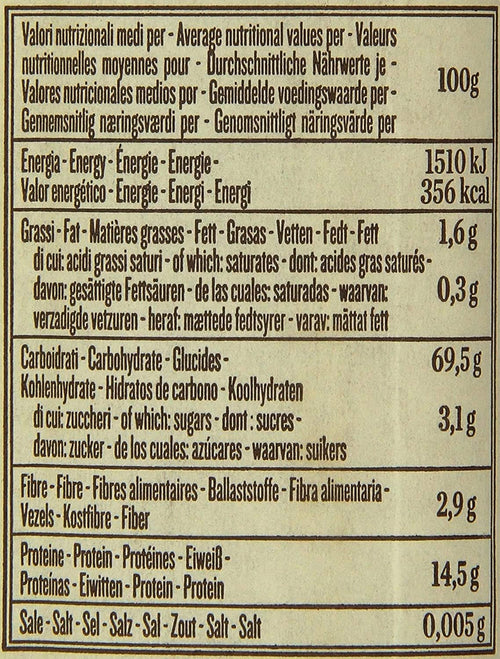 Valori nutrizionali medi per - Average nutritional values per - Valeurs
nutritionnelles moyennes pour - Durchschnittliche Nährwerte je -
Valores nutricionales medios por - Gemiddelde voedingswaarde per -
Gennemsnitlig næringsværdi per - Genomsnittligt näringsvärde per
100g
Energia - Energy - Énergie - Energie -
Valor energético - Energie - Energi - Energi
1510 kJ
356 kcal
Grassi - Fat - Matières grasses - Fett - Grasas - Vetten - Fedt - Fett
1,6 g
di cui: acidi grassi saturi - of which: saturates - dont: acides gras saturés -
davon: gesättigte Fettsäuren - de las cuales: saturadas - waarvan:
verzadigde vetzuren - heraf: mættede fedtsyrer - varav: mättat fett
0,3 g
Carboidrati - Carbohydrate - Glucides -
Kohlenhydrate - Hidratos de carbono - Koolhydraten
69,5 g
di cui: zuccheri - of which: sugars - dont : sucres -
davon: zucker - de los cuales: azúcares - waarvan: suikers
3,1 g
Fibre - Fibre - Fibres alimentaires - Ballaststoffe - Fibra alimentaria -
Vezels - Kostfibre - Fiber
2,9 g
Proteine - Protein - Protéines - Eiweiß -
Proteínas - Eiwitten - Protein - Protein
14,5 g
Sale - Salt - Sel - Salz - Sal - Zout - Salt - Salt
0,005 g